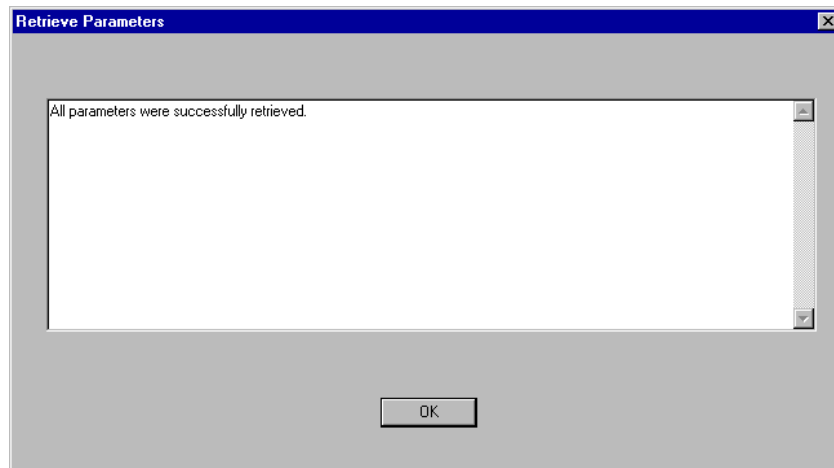 Retrieve Parameters
All parameters were successfully retrieved.
OK